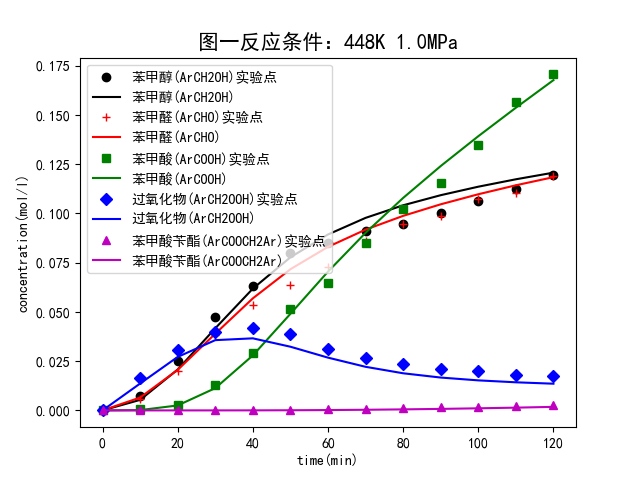 图一反应条件：448K 1.0MPa
苯甲醇(ArCH2OH)实验点
苯甲醇(ArCH2OH)
苯甲醛(ArCHO)实验点
苯甲醛(ArCHO)
苯甲酸(ArCOOH)实验点
苯甲酸(ArCOOH)
过氧化物(ArCH2OOH)实验点
过氧化物(ArCH2OOH)
苯甲酸苄酯(ArCOOCH2Ar)实验点
苯甲酸苄酯(ArCOOCH2Ar)
concentration(mol/l)
0.175
0.150
0.125
0.100
0.075
0.050
0.025
0.000
0 20 40 60 80 100 120
time(min)